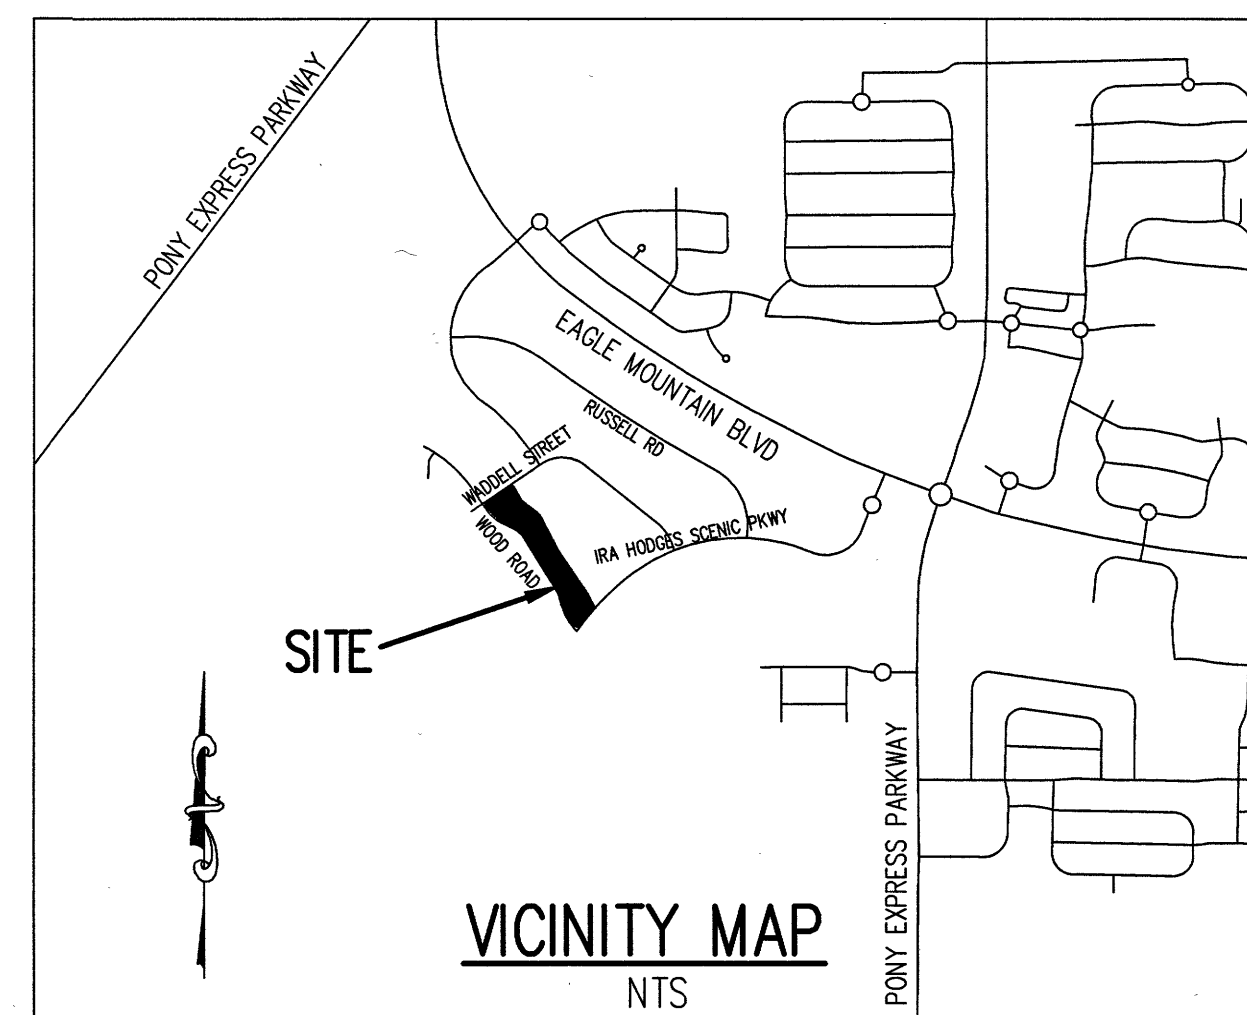 PONY EXPRESS PARKWAY
EAGLE MOUNTAIN BLVD
RUSSELL RD
WADDELL STREET
WOOD ROAD
IRA HODGES SCENIC PKWY
SITE
PONY EXPRESS PARKWAY
VICINITY MAP
NTS